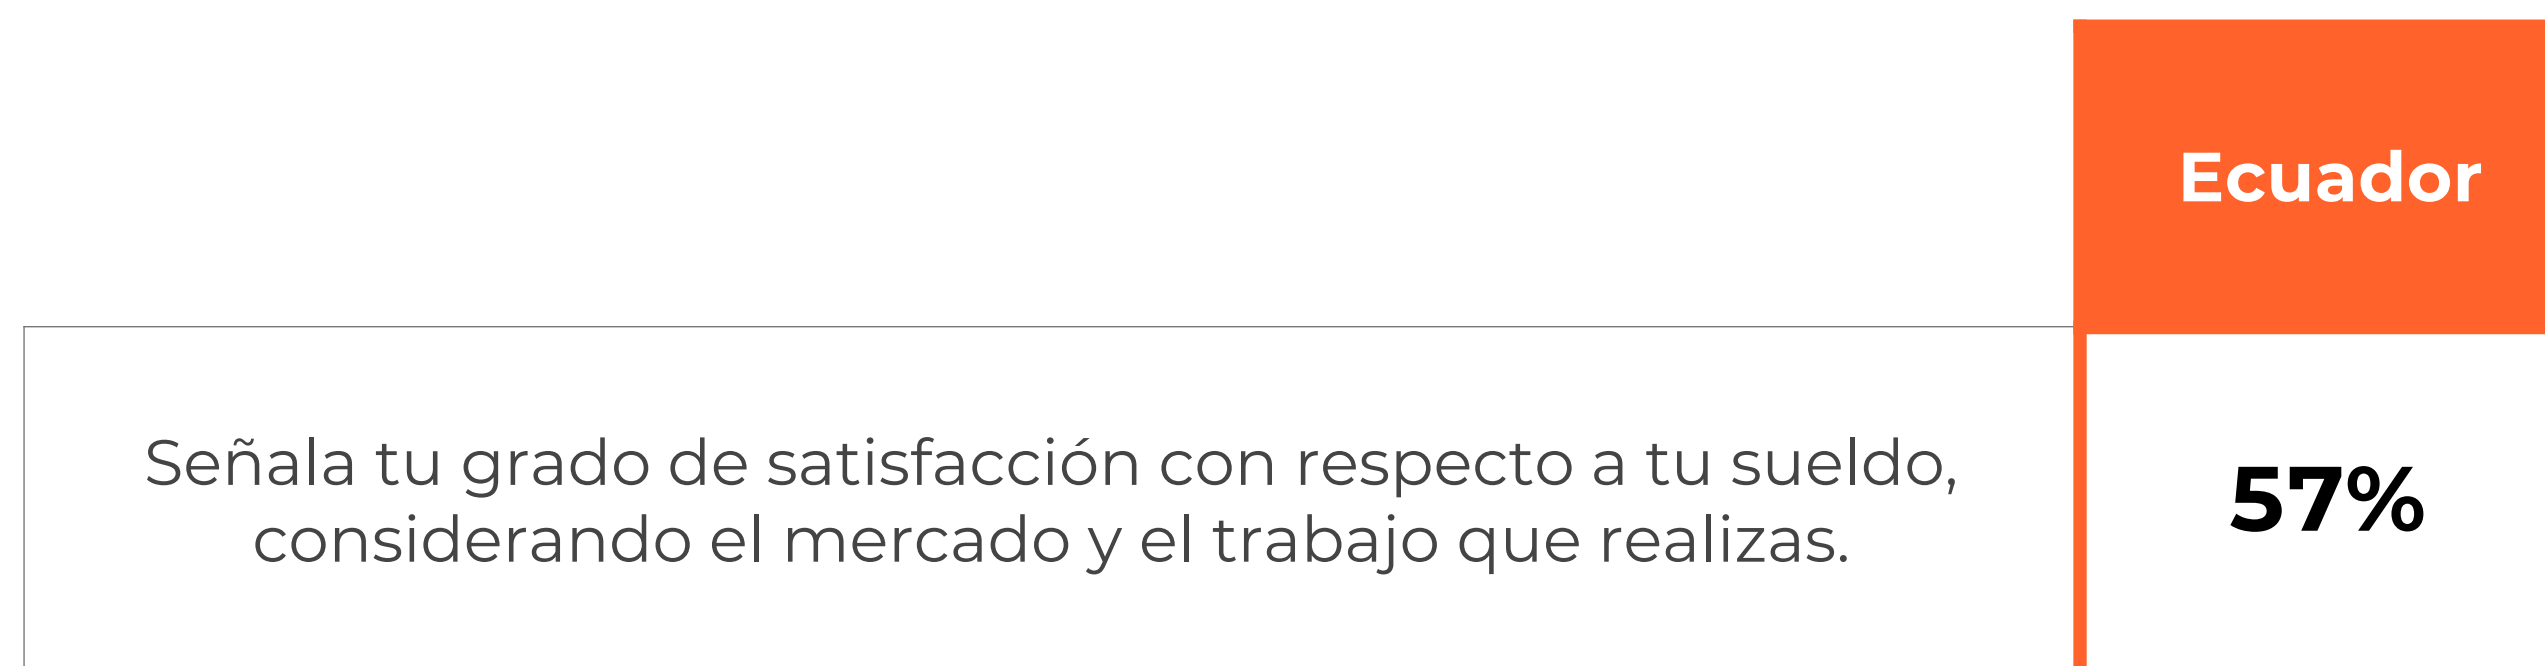 Ecuador
Señala tu grado de satisfacción con respecto a tu sueldo,
considerando el mercado y el trabajo que realizas.
57%